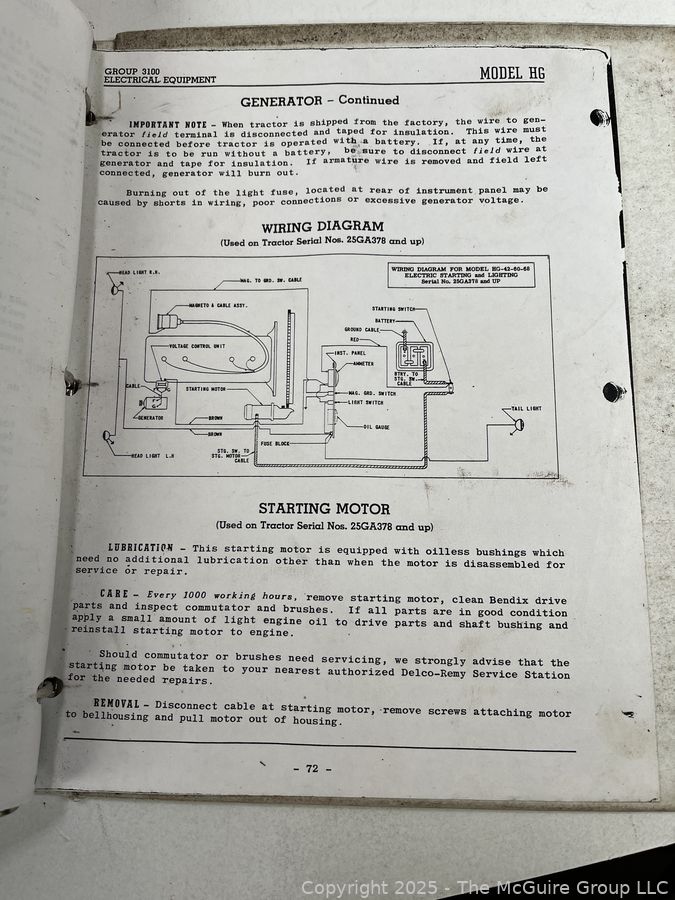 GROUP 3100
ELECTRICAL EQUIPMENT
MODEL HG
GENERATOR - Continued
IMPORTANT NOTE - When tractor is shipped from the factory, the wire to gen-
erator field terminal is disconnected and taped for insulation. This wire must
be connected before tractor is operated with a battery. If, at any time, the
tractor is to be run without a battery, be sure to disconnect field wire at
generator and tape for insulation. If armature wire is removed and field left
connected, generator will burn out.
Burning out of the light fuse, located at rear of instrument panel may be
caused by shorts in wiring, poor connections or excessive generator voltage.
WIRING DIAGRAM
(Used on Tractor Serial Nos. 25GA378 and up)
WIRING DIAGRAM FOR MODEL HG-42-60-68
ELECTRIC STARTING and LIGHTING
Serial No. 25GA378 and UP
HEAD LIGHT R.H.
MAG. TO GRD. SW. CABLE
MAGNETO & CABLE ASSY.
STARTING SWITCH
BATTERY
GROUND CABLE
RED
VOLTAGE CONTROL UNIT
INST. PANEL
AMMETER
BTRY. TO
STG. SW.
CABLE
CABLE
STARTING MOTOR
MAG. GRD. SWITCH
LIGHT SWITCH
TAIL LIGHT
GENERATOR
BROWN
BROWN
OIL GAUGE
FUSE BLOCK
HEAD LIGHT L.H
STG. SW. TO
STG. MOTOR
CABLE
STARTING MOTOR
(Used on Tractor Serial Nos. 25GA378 and up)
LUBRICATION - This starting motor is equipped with oilless bushings which
need no additional lubrication other than when the motor is disassembled for
service or repair.
CARE - Every 1000 working hours, remove starting motor, clean Bendix drive
parts and inspect commutator and brushes. If all parts are in good condition
apply a small amount of light engine oil to drive parts and shaft bushing and
reinstall starting motor to engine.
Should commutator or brushes need servicing, we strongly advise that the
starting motor be taken to your nearest authorized Delco-Remy Service Station
for the needed repairs.
REMOVAL - Disconnect cable at starting motor, remove screws attaching motor
to bellhousing and pull motor out of housing.
- 72 -
Copyright © 2025 - The McGuire Group LLC